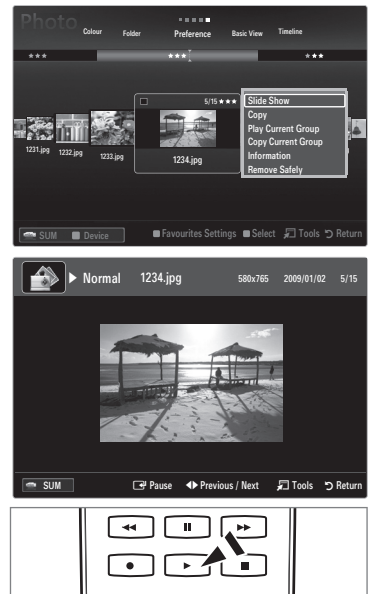 Photo
Colour Folder Preference Basic View Timeline
★★★ ★★★ ★★★
5/15 ★★★
1231.jpg 1232.jpg 1233.jpg 1234.jpg
Slide Show
Copy
Play Current Group
Copy Current Group
Information
Remove Safely
SUM Device Favourites Settings Select Tools Return
Normal 1234.jpg 580x765 2009/01/02 5/15
SUM Pause Previous / Next Tools Return